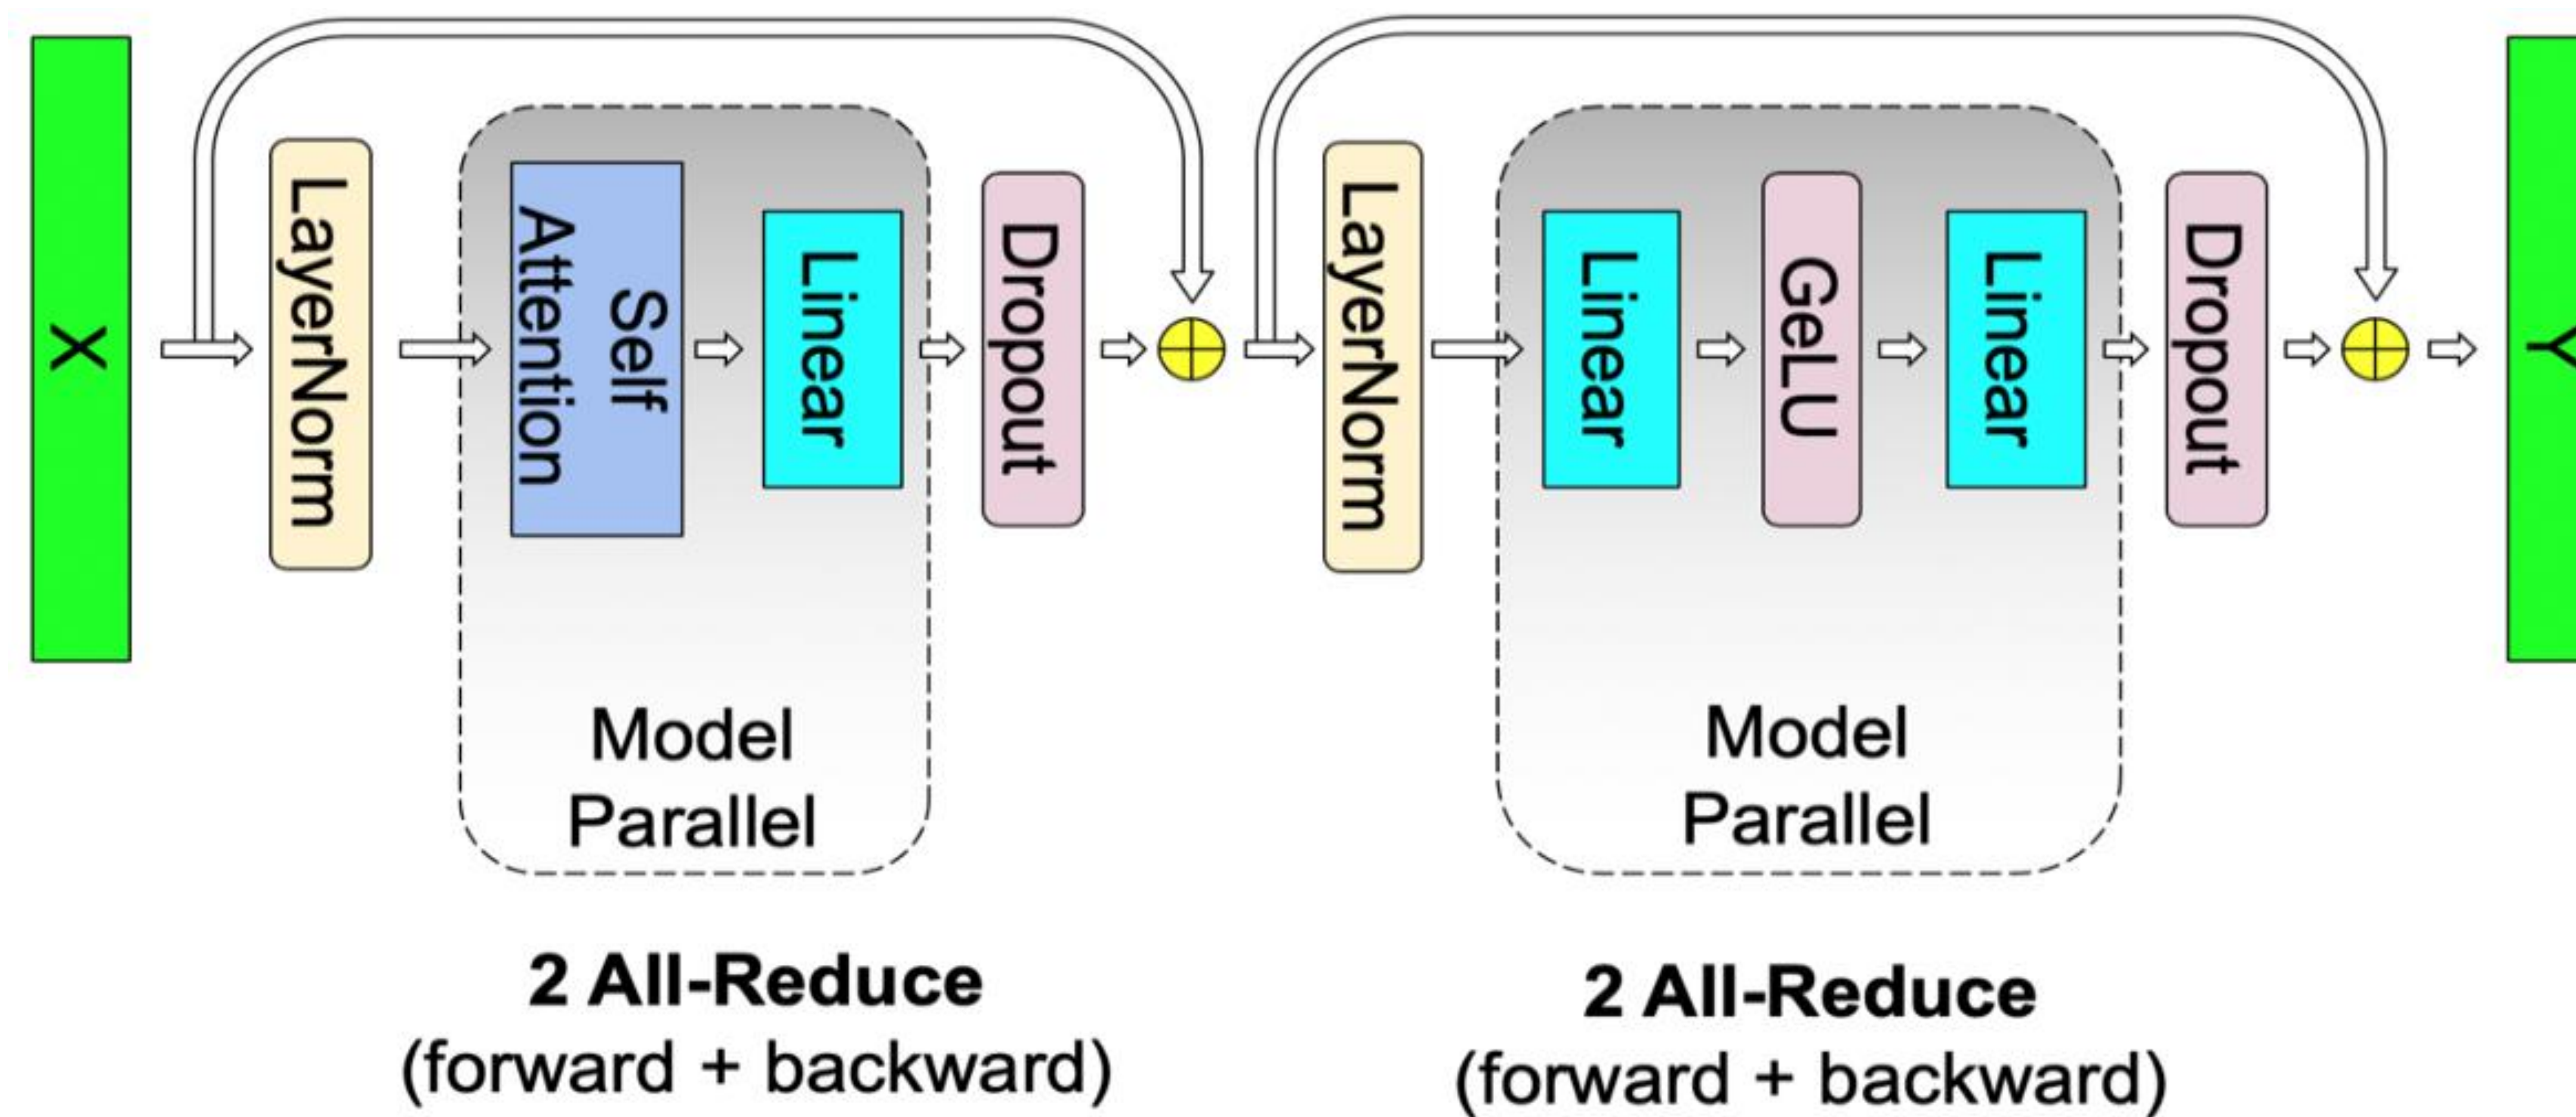 X
LayerNorm
Self
Attention
Linear
Dropout
LayerNorm
Linear
GeLU
Linear
Dropout
Y
Model
Parallel
Model
Parallel
2 All-Reduce
(forward + backward)
2 All-Reduce
(forward + backward)